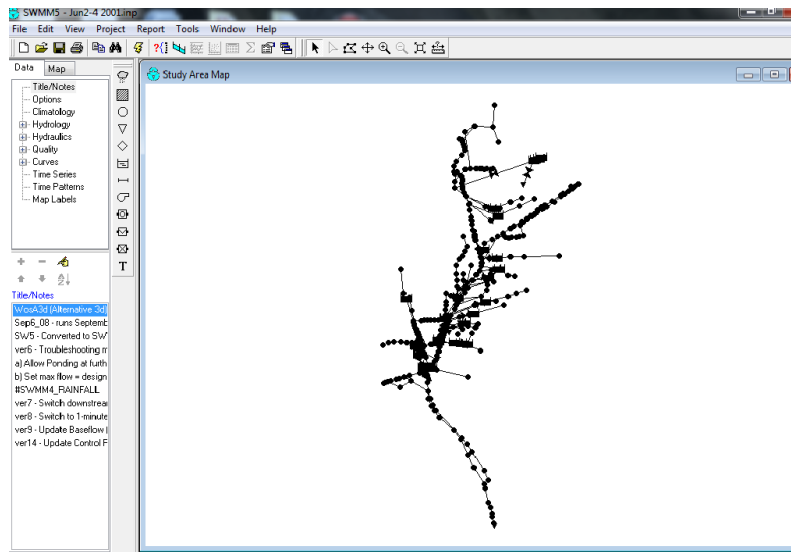 SWMM5 - Jun2-4 2001.inp
File Edit View Project Report Tools Window Help
Data Map
Study Area Map
Title/Notes
Options
Climatology
Hydrology
Hydraulics
Quality
Curves
Time Series
Time Patterns
Map Labels
T
Title/Notes
WosA3d (Alternative 3d)
Sep6_08 - runs Septemb
SW5 - Converted to SW
ver6 - Troubleshooting m
a) Allow Ponding at furth
b) Set max flow = design
#SWMM4_RAINFALL
ver7 - Switch downstrea
ver8 - Switch to 1-minute
ver9 - Update Baseflow (
ver14 - Update Control F